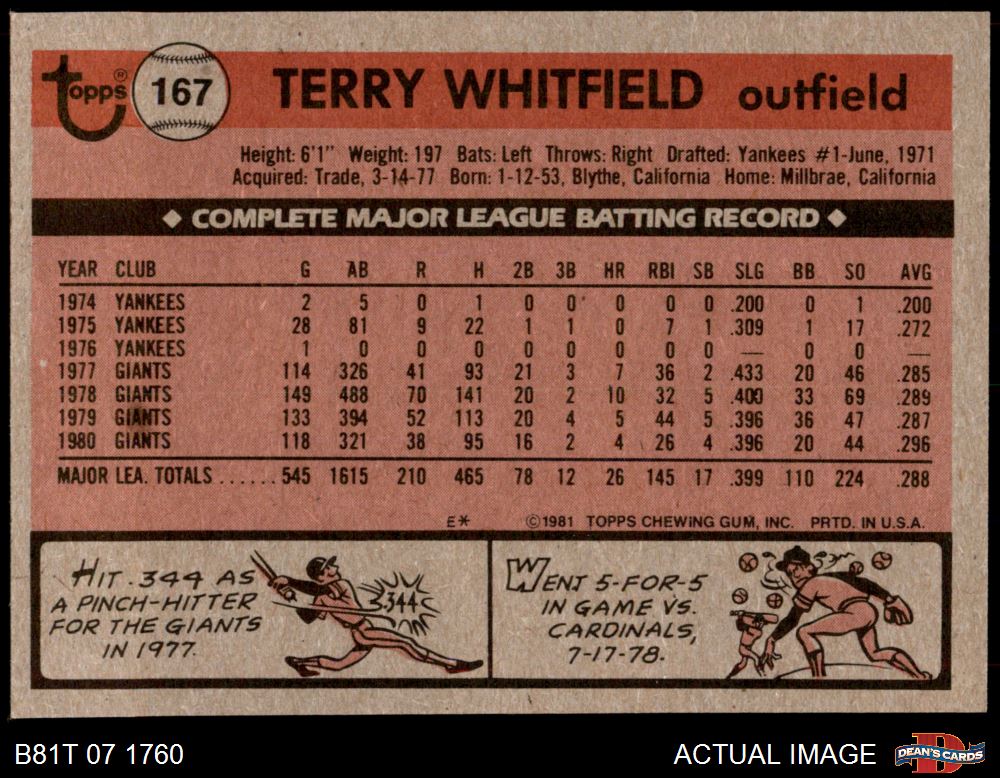 Topps® 167 TERRY WHITFIELD outfield
Height: 6'1" Weight: 197 Bats: Left Throws: Right Drafted: Yankees #1-June, 1971
Acquired: Trade, 3-14-77 Born: 1-12-53, Blythe, California Home: Millbrae, California
◆ COMPLETE MAJOR LEAGUE BATTING RECORD ◆
YEAR CLUB G AB R H 2B 3B HR RBI SB SLG BB SO AVG
1974 YANKEES 2 5 0 1 0 0 0 0 0 .200 0 1 .200
1975 YANKEES 28 81 9 22 1 1 0 7 1 .309 1 17 .272
1976 YANKEES 1 0 0 0 0 0 0 0 0 — 0 0 —
1977 GIANTS 114 326 41 93 21 3 7 36 2 .433 20 46 .285
1978 GIANTS 149 488 70 141 20 2 10 32 5 .400 33 69 .289
1979 GIANTS 133 394 52 113 20 4 5 44 5 .396 36 47 .287
1980 GIANTS 118 321 38 95 16 2 4 26 4 .396 20 44 .296
MAJOR LEA. TOTALS ...... 545 1615 210 465 78 12 26 145 17 .399 110 224 .288
E* ©1981 TOPPS CHEWING GUM, INC. PRTD. IN U.S.A.
HIT .344 AS
A PINCH-HITTER
FOR THE GIANTS
IN 1977.
.344
WENT 5-FOR-5
IN GAME VS.
CARDINALS,
7-17-78.
B81T 07 1760 ACTUAL IMAGE DEAN'S CARDS